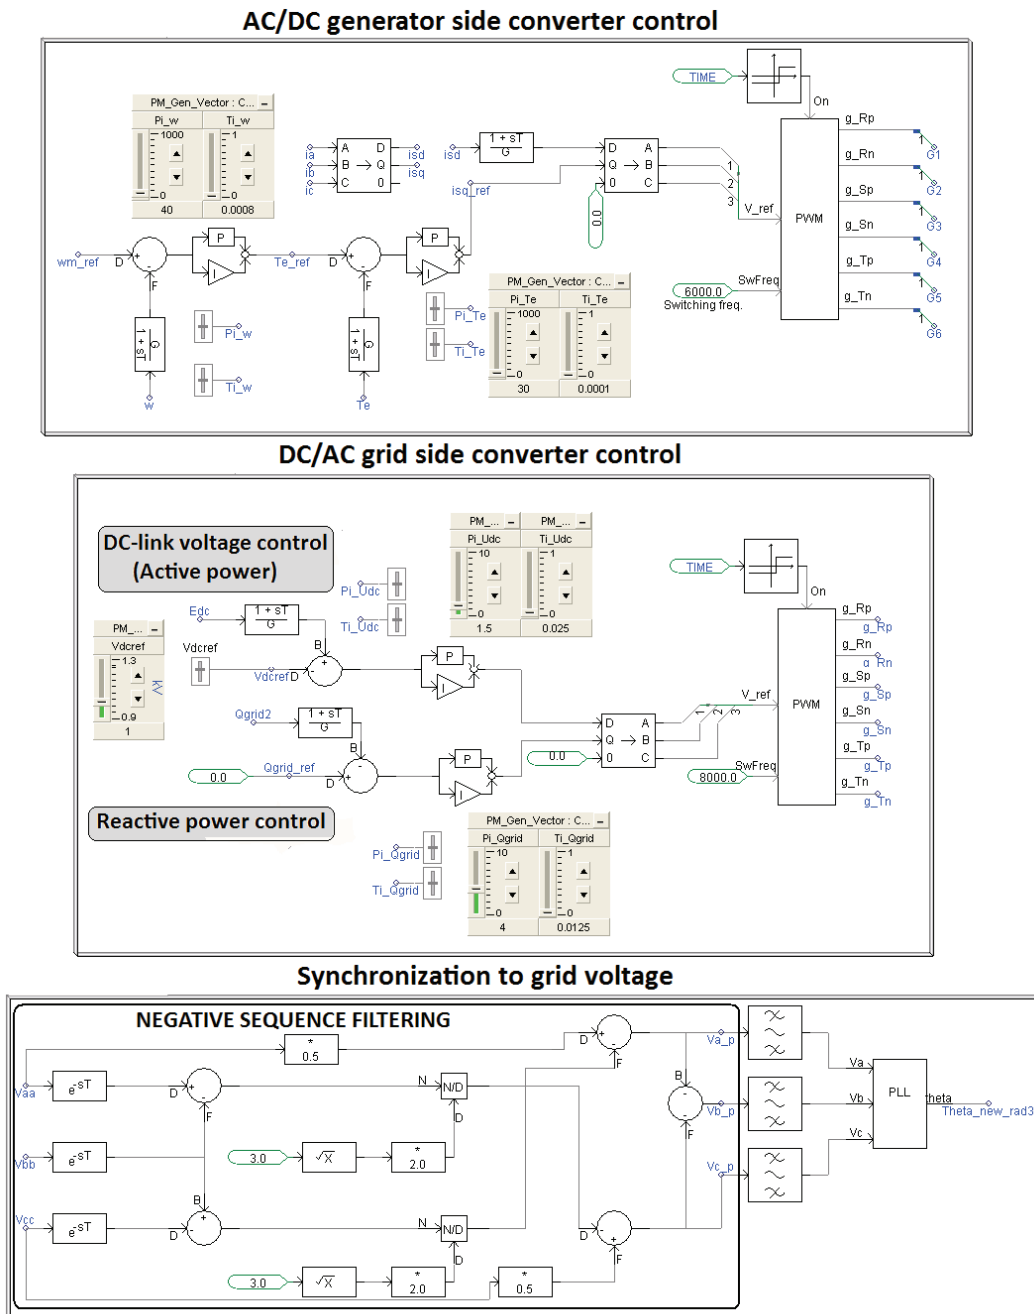 AC/DC generator side converter control
TIME
On
PM_Gen_Vector : C... –
Pi_w Ti_w
1000 1
0 0
40 0.0008
ia A D isd
ib B Q isq
ic C 0
isd 1 + sT
G
D A
Q B
0 C
0.0
1
2
3
V_ref
PWM
SwFreq
6000.0
Switching freq.
g_Rp
G1
g_Rn
G2
g_Sp
G3
g_Sn
G4
g_Tp
G5
g_Tn
G6
isq_ref
wm_ref D + - F
P
I
Te_ref D + - F
P
I
G
1 + sT
w
Pi_w
Ti_w
G
1 + sT
Te
Pi_Te
Ti_Te
PM_Gen_Vector : C... –
Pi_Te Ti_Te
1000 1
0 0
30 0.0001
DC/AC grid side converter control
DC-link voltage control
(Active power)
PM_... – PM_... –
Pi_Udc Ti_Udc
10 1
0 0
1.5 0.025
Pi_Udc
Ti_Udc
TIME
On
Edc 1 + sT
G
B
PM_... –
Vdcref
1.3
kV
0.9
1
Vdcref
Vdcref D - +
P
I
Qgrid2 1 + sT
G
B
0.0 Qgrid_ref D + -
P
I
D A
Q B
0 C
0.0
1 2 3
V_ref
PWM
SwFreq
8000.0
g_Rp
g_Rp
g_Rn
g_Rn
g_Sp
g_Sp
g_Sn
g_Sn
g_Tp
g_Tp
g_Tn
g_Tn
Reactive power control
Pi_Qgrid
Ti_Qgrid
PM_Gen_Vector : C... –
Pi_Qgrid Ti_Qgrid
10 1
0 0
4 0.0125
Synchronization to grid voltage
NEGATIVE SEQUENCE FILTERING
*
0.5
D + - F
Va_p
Vaa e-sT D + - F
N N/D
D
B - - F
Vb_p
Va
Vb
Vc
PLL
theta
Theta_new_rad3
Vbb e-sT
3.0 √X *
2.0
Vc_p
B
Vcc e-sT D - +
N N/D
D
D - + F
3.0 √X *
2.0
*
0.5